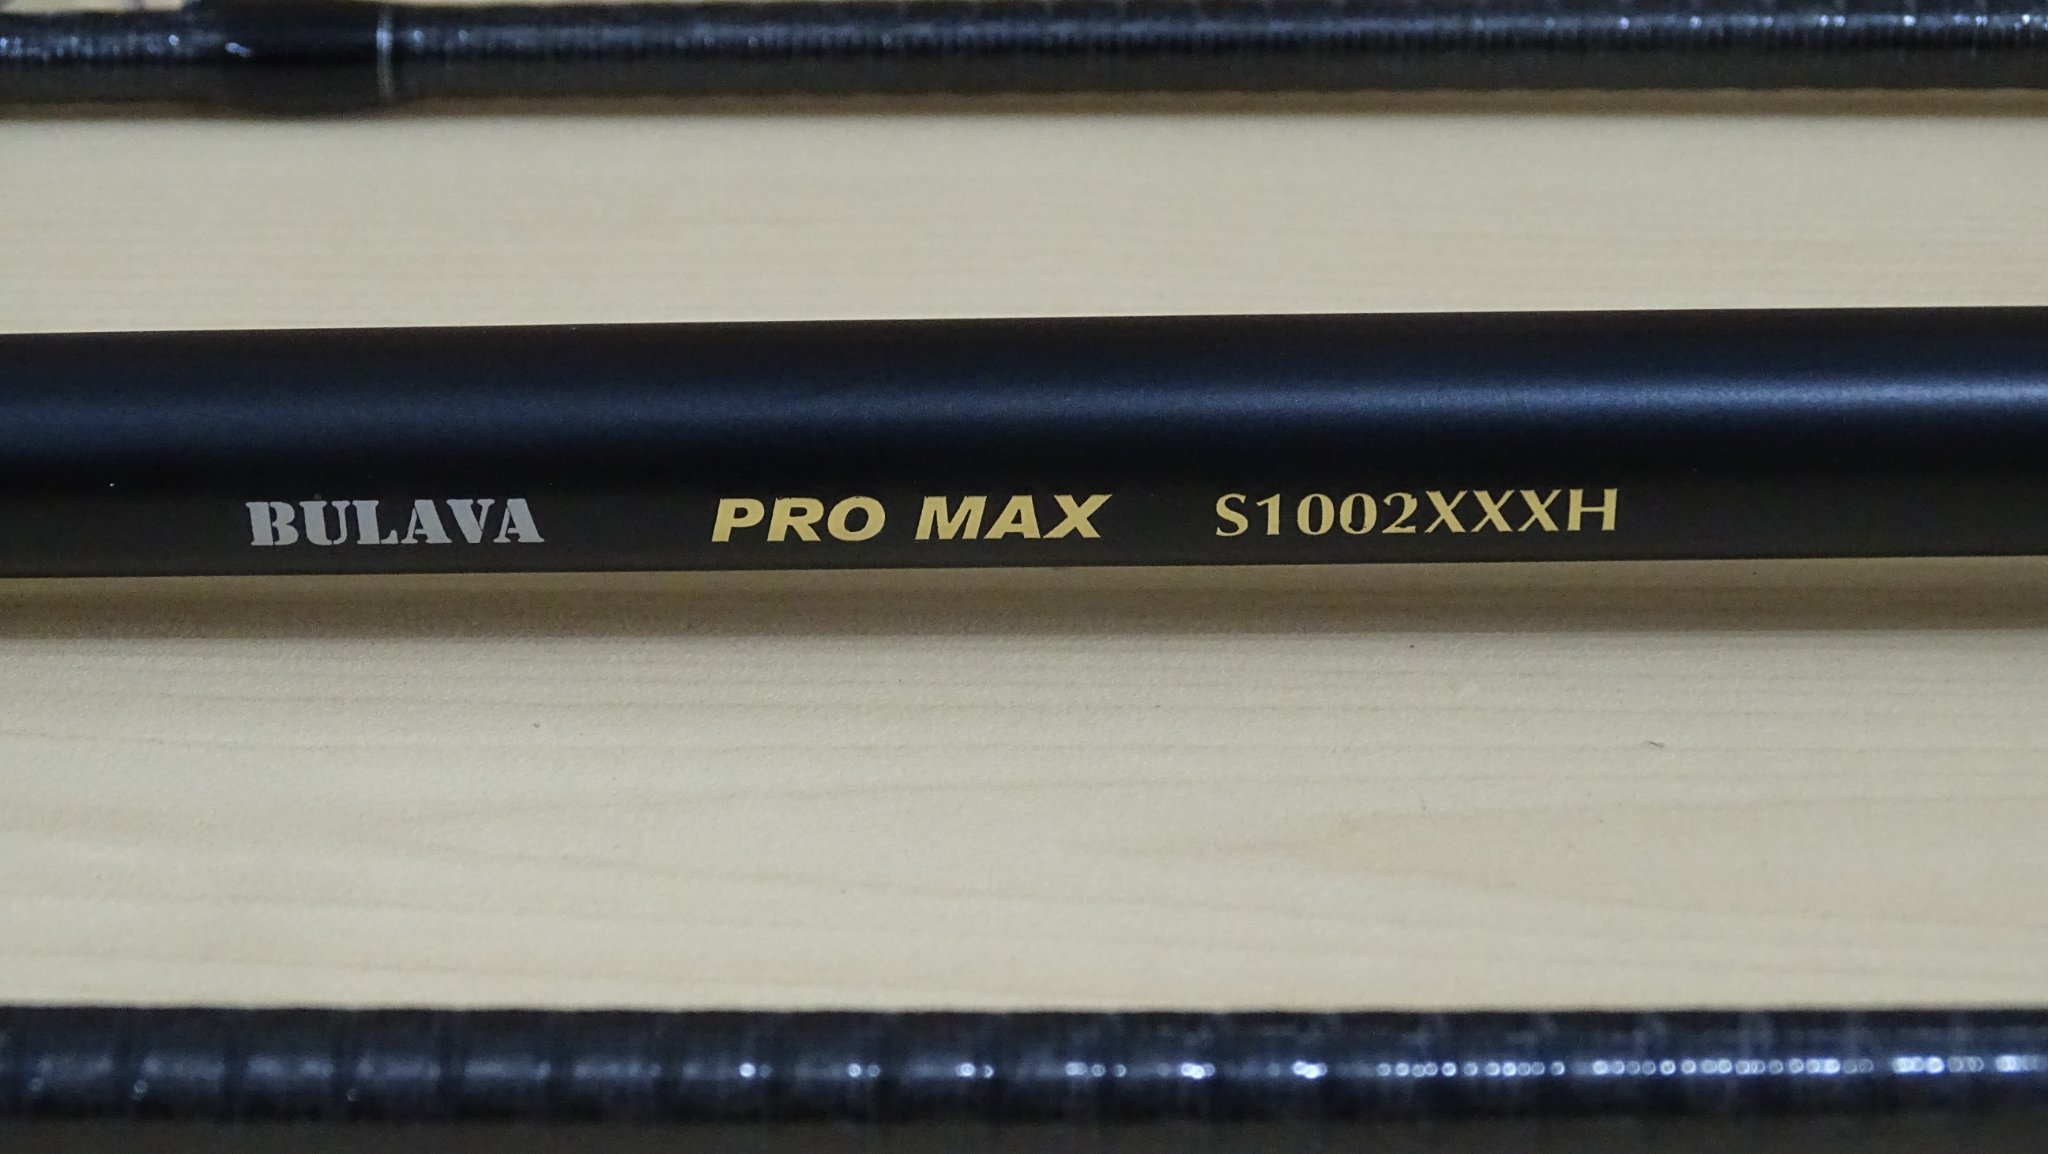 BULAVA PRO MAX S1002XXXH